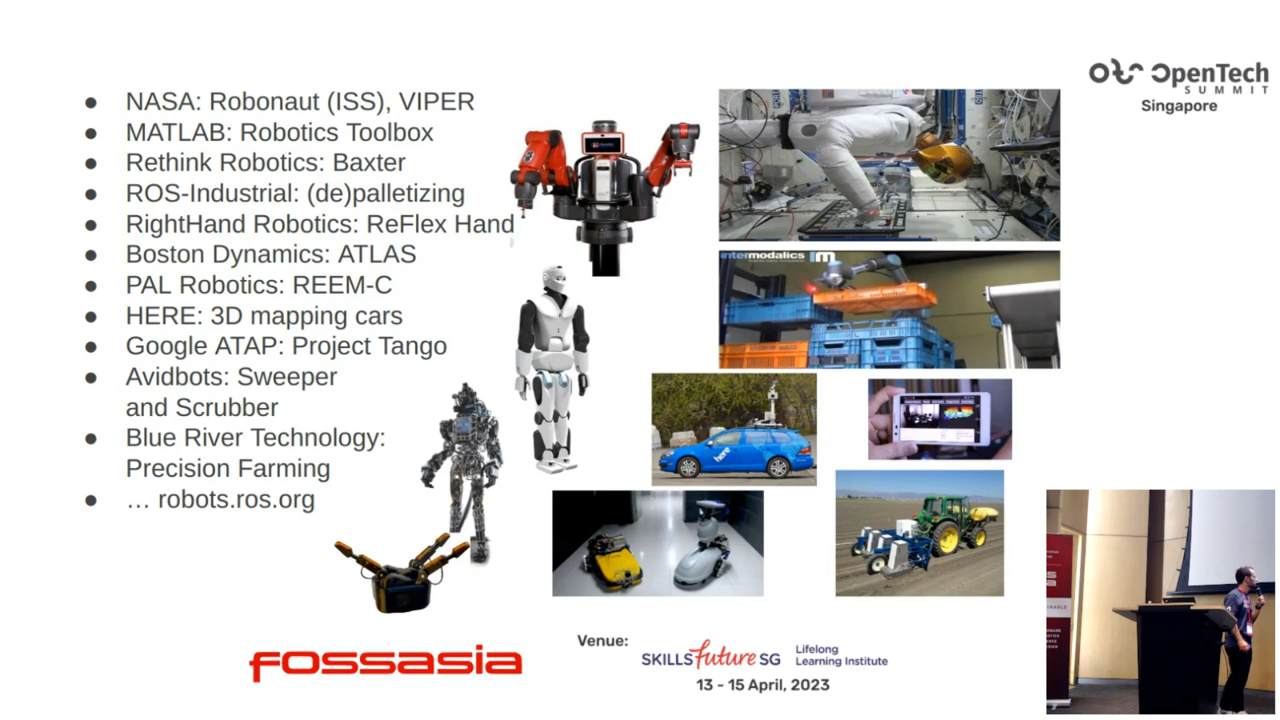 OpenTech
SUMMIT
Singapore
● NASA: Robonaut (ISS), VIPER
● MATLAB: Robotics Toolbox
● Rethink Robotics: Baxter
● ROS-Industrial: (de)palletizing
● RightHand Robotics: ReFlex Hand
● Boston Dynamics: ATLAS
● PAL Robotics: REEM-C
● HERE: 3D mapping cars
● Google ATAP: Project Tango
● Avidbots: Sweeper
and Scrubber
● Blue River Technology:
Precision Farming
● … robots.ros.org
intermodalics
here
fossasia
Venue:
SKILLSfuture SG
Lifelong
Learning Institute
13 - 15 April, 2023